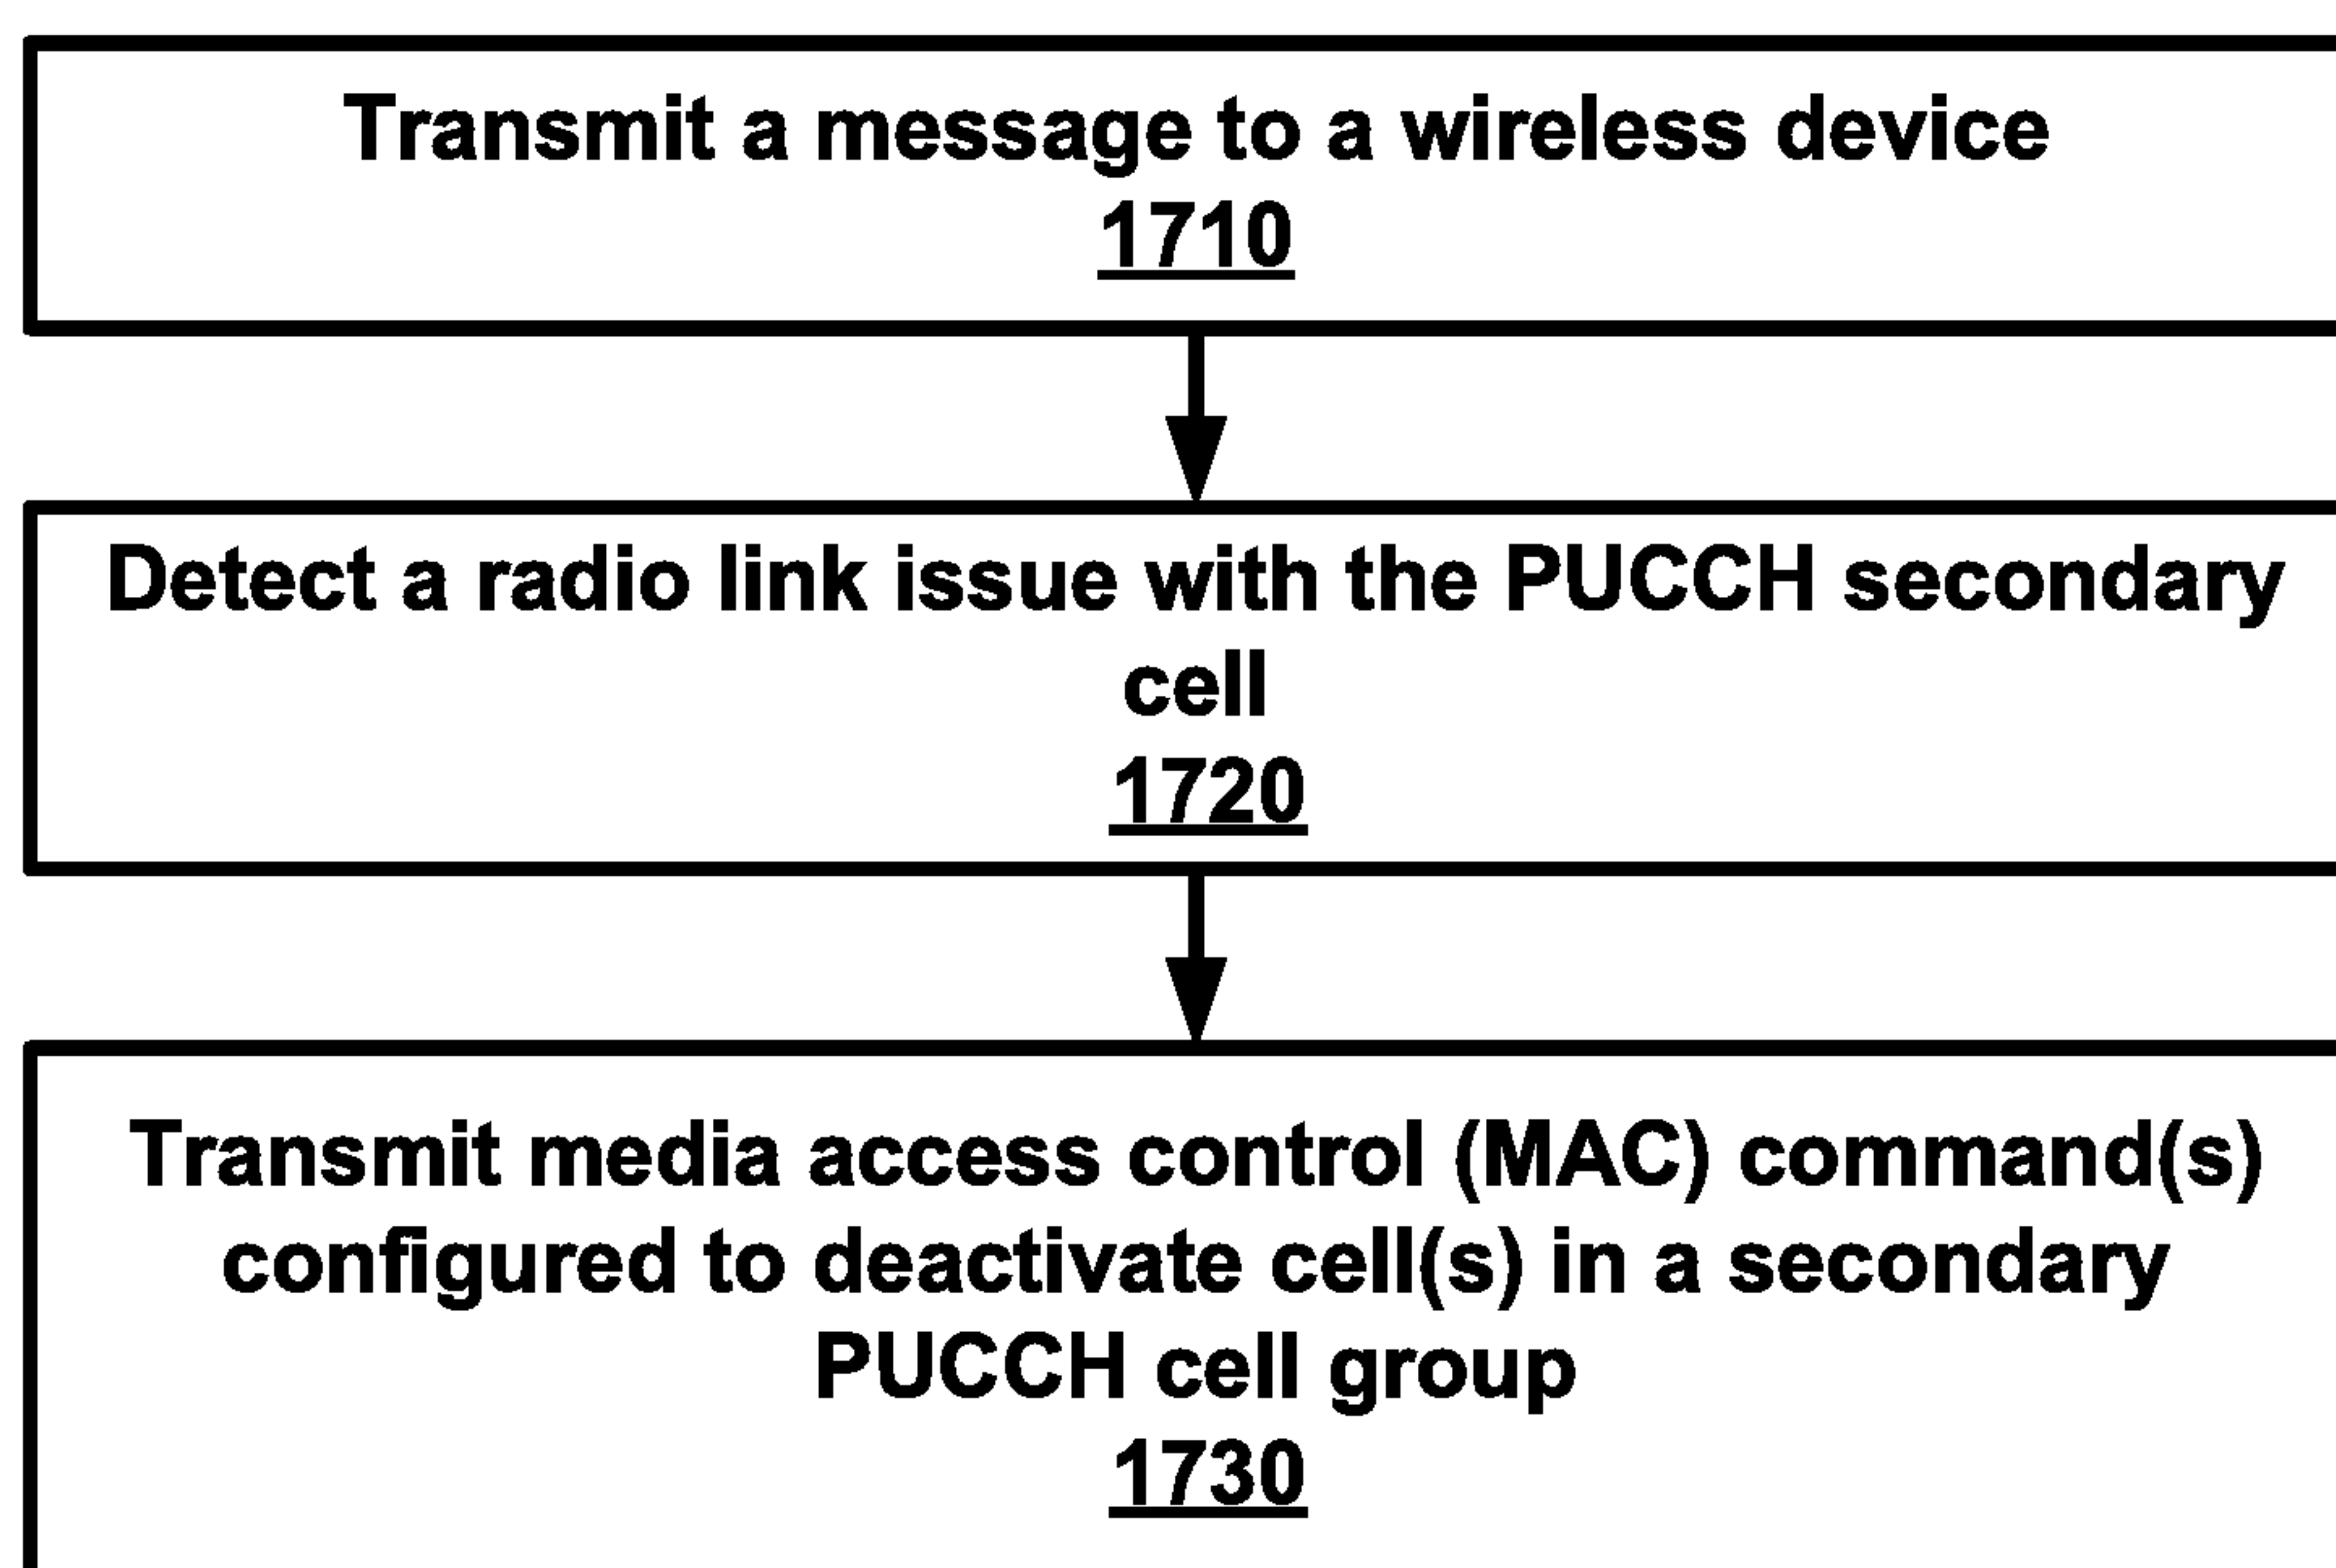 Transmit a message to a wireless device
1710
Detect a radio link issue with the PUCCH secondary
cell
1720
Transmit media access control (MAC) command(s)
configured to deactivate cell(s) in a secondary
PUCCH cell group
1730